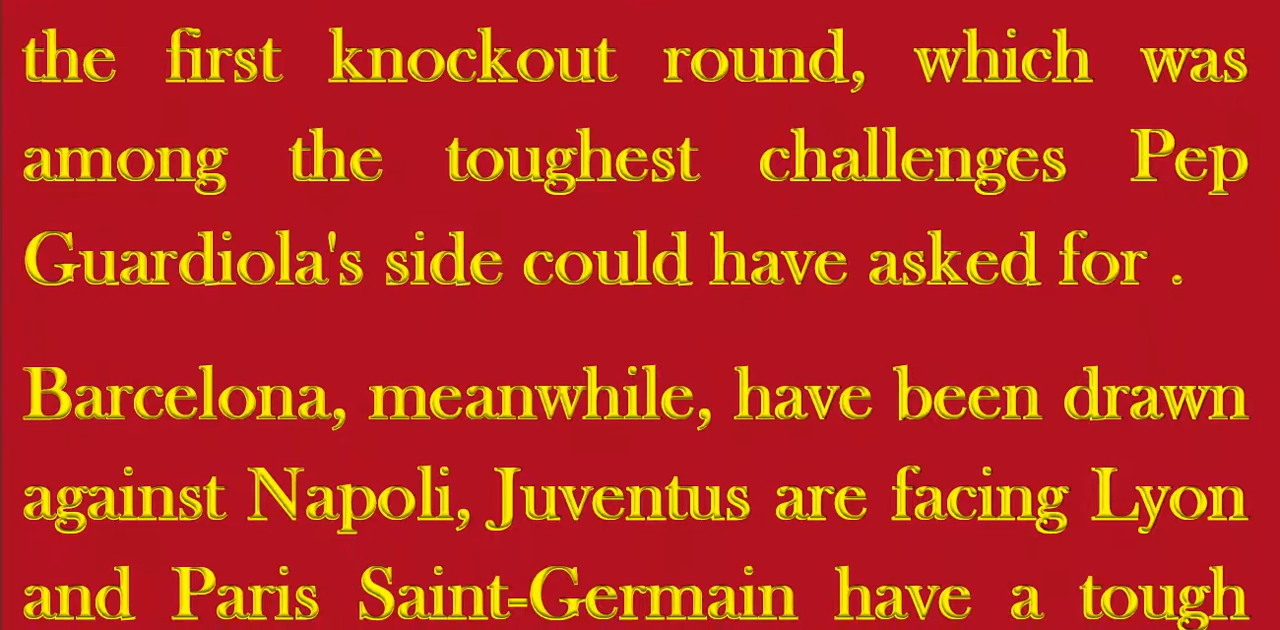 the first knockout round, which was
among the toughest challenges Pep
Guardiola's side could have asked for .
Barcelona, meanwhile, have been drawn
against Napoli, Juventus are facing Lyon
and Paris Saint-Germain have a tough